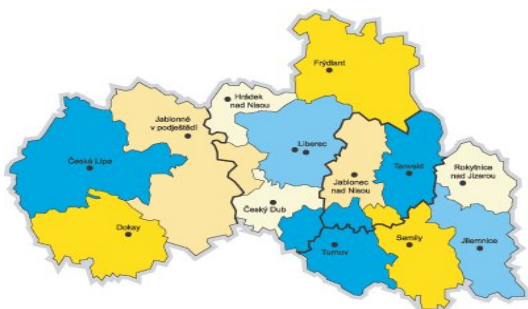 Frýdlant
Hrádek
nad Nisou
Jablonné
v podještědí
Liberec
Česká Lípa
Jablonec
nad Nisou
Tanvald
Rokytnice
nad Jizerou
Český Dub
Dokay
Semily
Jilemnice
Turnov